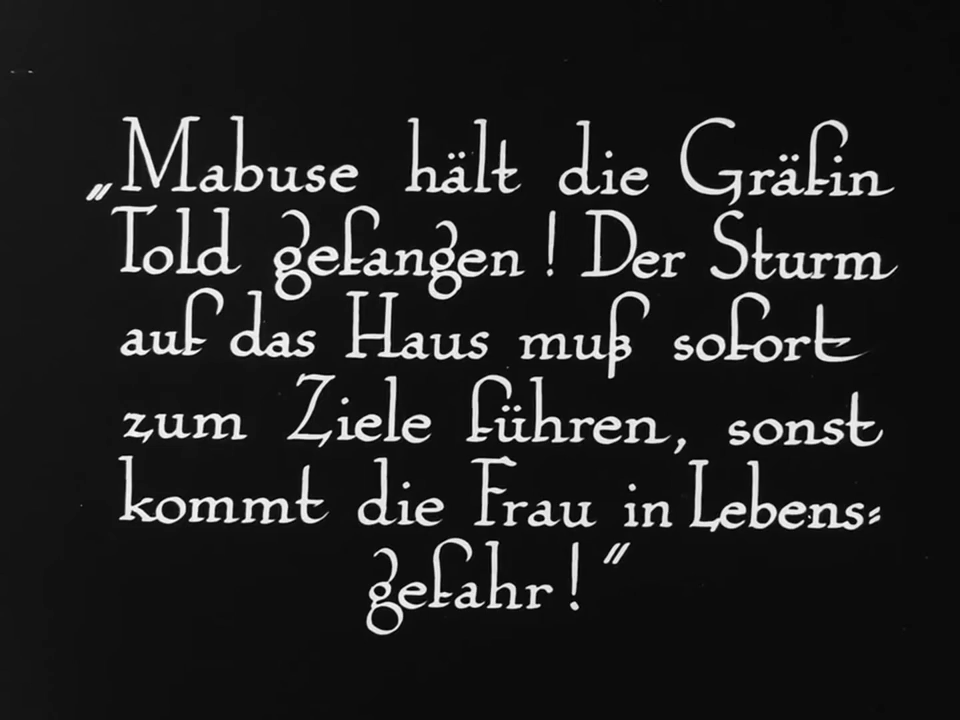 „Mabuse hält die Gräfin
Told gefangen! Der Sturm
auf das Haus muß sofort
zum Ziele führen, sonst
kommt die Frau in Lebens⸗
gefahr!“